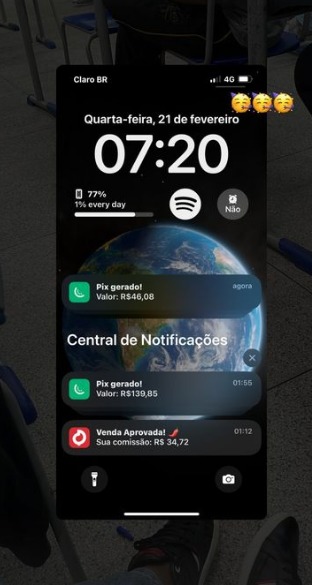 Claro BR
4G
Quarta-feira, 21 de fevereiro
07:20
77%
1% every day
Não
Pix gerado!
agora
Valor: R$46,08
Central de Notificações
Pix gerado!
01:55
Valor: R$139,85
Venda Aprovada!
01:12
Sua comissão: R$ 34,72